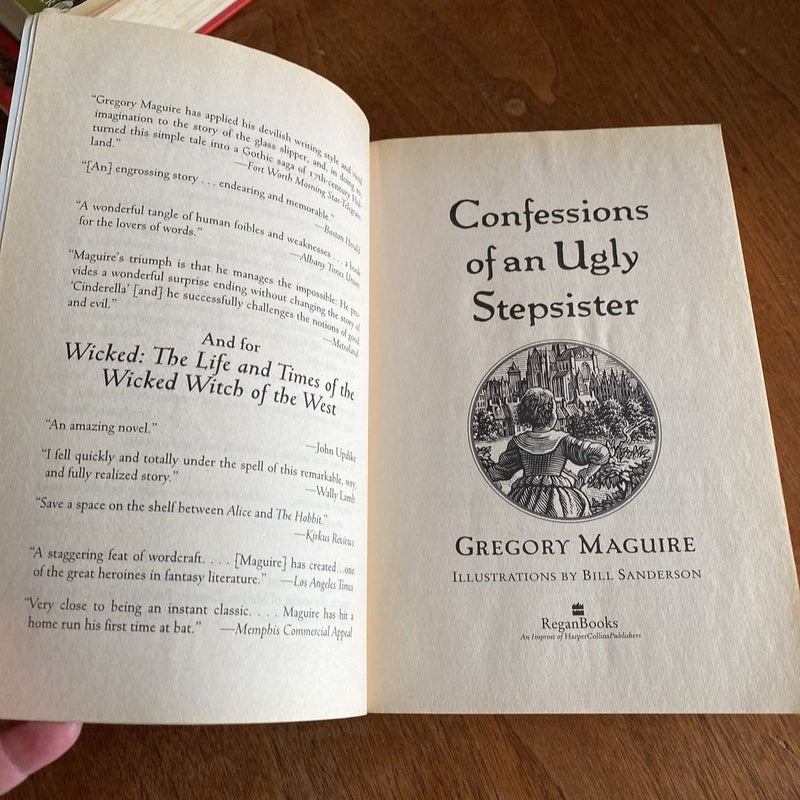 “Gregory Maguire has applied his devilish writing style and vivid
imagination to the story of the glass slipper, and, in doing so,
turned this simple tale into a Gothic saga of 17th-century Hol-
land.”
—Fort Worth Morning Star-Telegram
“[An] engrossing story . . . endearing and memorable.”
—Boston Herald
“A wonderful tangle of human foibles and weaknesses . . . a book
for the lovers of words.”
—Albany Times Union
“Maguire’s triumph is that he manages the impossible: He pro-
vides a wonderful surprise ending without changing the story of
‘Cinderella’ [and] he successfully challenges the notions of good
and evil.”
—Metroland
And for
Wicked: The Life and Times of the
Wicked Witch of the West
“An amazing novel.”
—John Updike
“I fell quickly and totally under the spell of this remarkable, wry,
and fully realized story.”
—Wally Lamb
“Save a space on the shelf between Alice and The Hobbit.”
—Kirkus Reviews
“A staggering feat of wordcraft. . . . [Maguire] has created...one
of the great heroines in fantasy literature.” —Los Angeles Times
“Very close to being an instant classic. . . . Maguire has hit a
home run his first time at bat.” —Memphis Commercial Appeal
Confessions
of an Ugly
Stepsister
GREGORY MAGUIRE
ILLUSTRATIONS BY BILL SANDERSON
ReganBooks
An Imprint of HarperCollinsPublishers